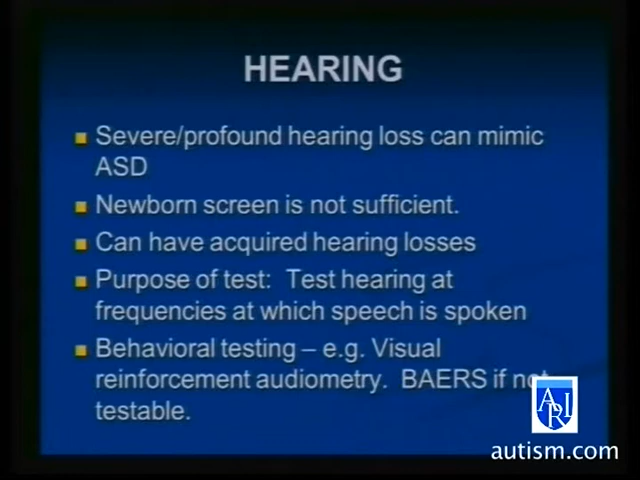 HEARING
Severe/profound hearing loss can mimic
ASD
Newborn screen is not sufficient.
Can have acquired hearing losses
Purpose of test: Test hearing at
frequencies at which speech is spoken
Behavioral testing – e.g. Visual
reinforcement audiometry. BAERS if not
testable.
ARI
autism.com